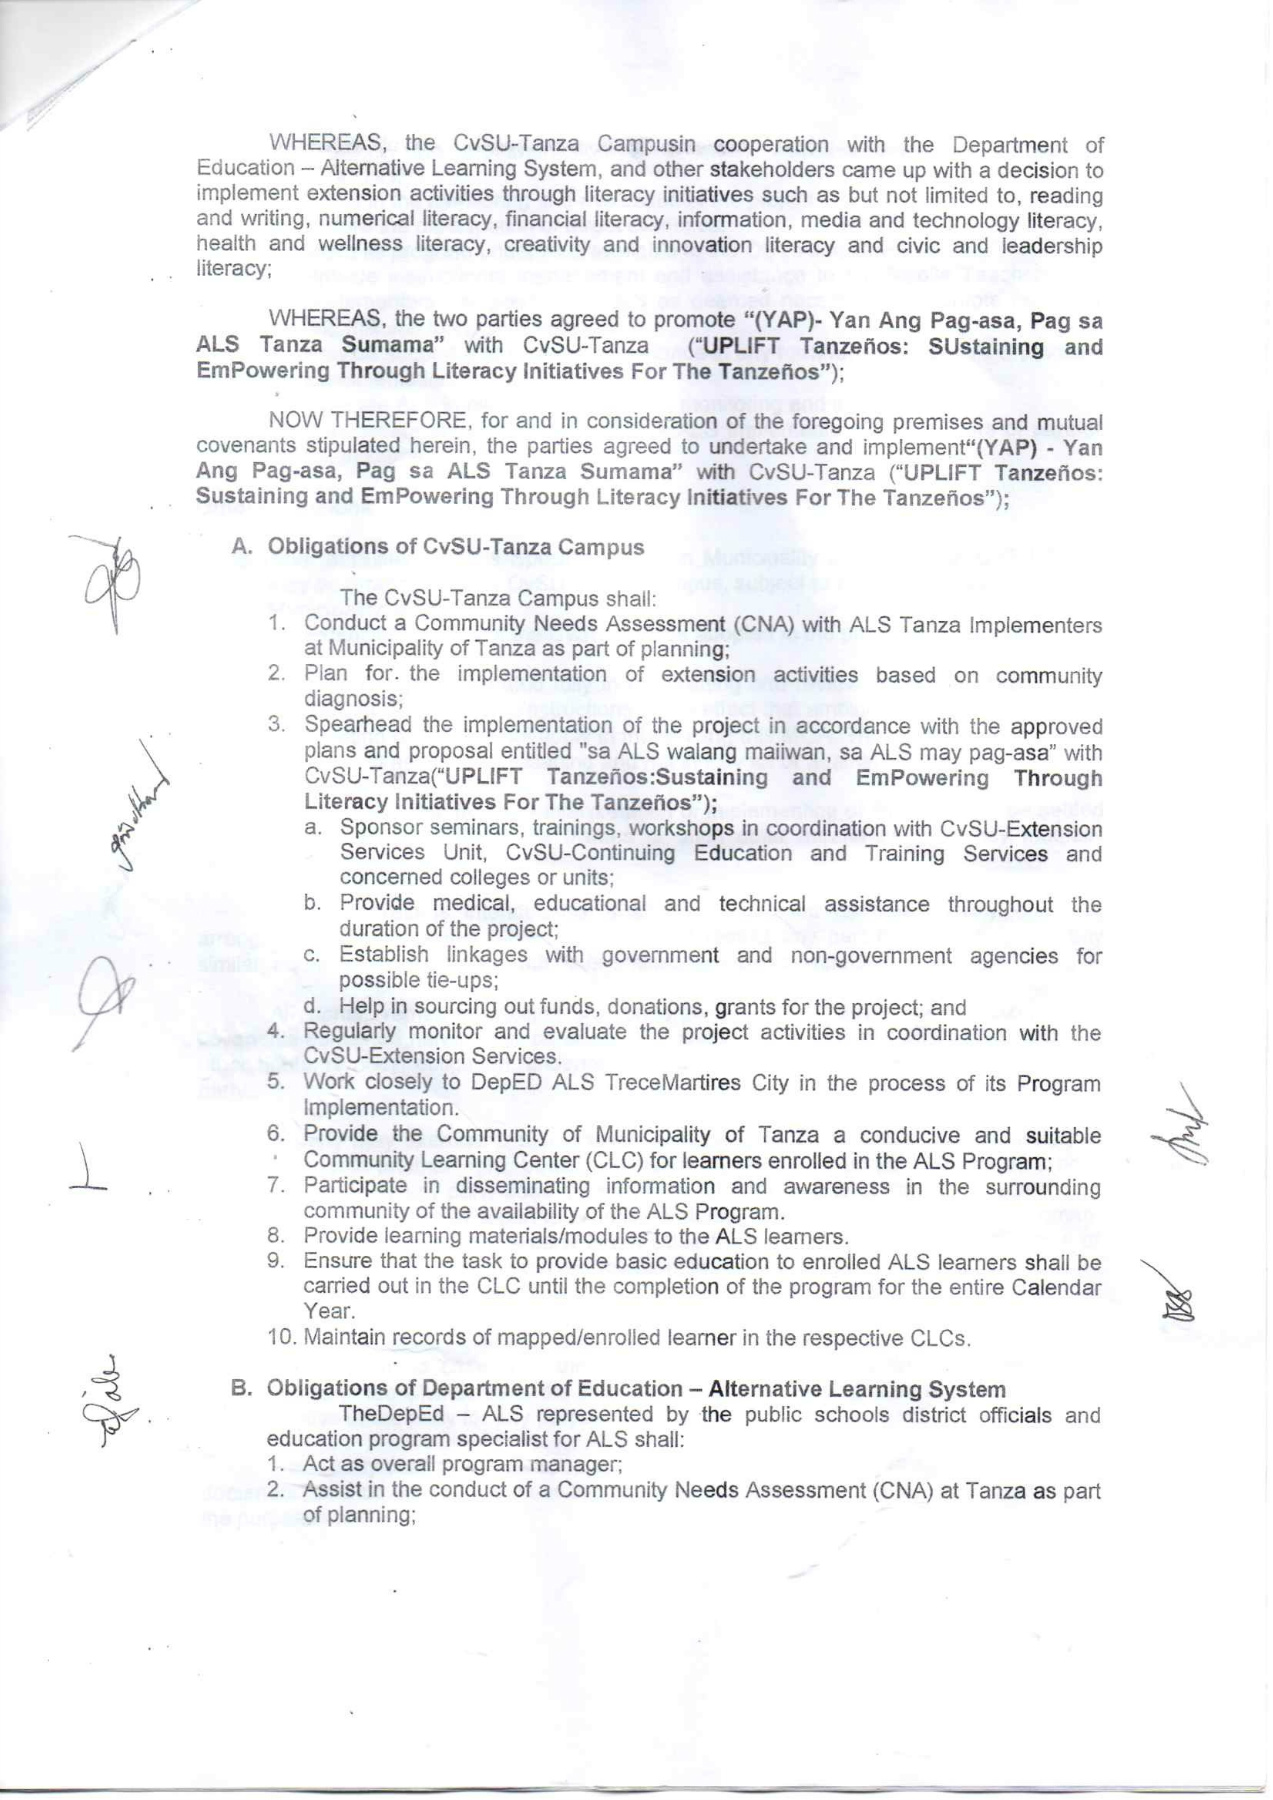 WHEREAS, the CvSU-Tanza Campusin cooperation with the Department of
Education – Alternative Learning System, and other stakeholders came up with a decision to
implement extension activities through literacy initiatives such as but not limited to, reading
and writing, numerical literacy, financial literacy, information, media and technology literacy,
health and wellness literacy, creativity and innovation literacy and civic and leadership
literacy;
WHEREAS, the two parties agreed to promote “(YAP)- Yan Ang Pag-asa, Pag sa
ALS Tanza Sumama” with CvSU-Tanza (“UPLIFT Tanzeños: SUstaining and
EmPowering Through Literacy Initiatives For The Tanzeños”);
NOW THEREFORE, for and in consideration of the foregoing premises and mutual
covenants stipulated herein, the parties agreed to undertake and implement“(YAP) - Yan
Ang Pag-asa, Pag sa ALS Tanza Sumama” with CvSU-Tanza (“UPLIFT Tanzeños:
Sustaining and EmPowering Through Literacy Initiatives For The Tanzeños”);
A. Obligations of CvSU-Tanza Campus
The CvSU-Tanza Campus shall:
1. Conduct a Community Needs Assessment (CNA) with ALS Tanza Implementers
at Municipality of Tanza as part of planning;
2. Plan for. the implementation of extension activities based on community
diagnosis;
3. Spearhead the implementation of the project in accordance with the approved
plans and proposal entitled "sa ALS walang maiiwan, sa ALS may pag-asa” with
CvSU-Tanza(“UPLIFT Tanzeños:Sustaining and EmPowering Through
Literacy Initiatives For The Tanzeños”);
a. Sponsor seminars, trainings, workshops in coordination with CvSU-Extension
Services Unit, CvSU-Continuing Education and Training Services and
concerned colleges or units;
b. Provide medical, educational and technical assistance throughout the
duration of the project;
c. Establish linkages with government and non-government agencies for
possible tie-ups;
d. Help in sourcing out funds, donations, grants for the project; and
4. Regularly monitor and evaluate the project activities in coordination with the
CvSU-Extension Services.
5. Work closely to DepED ALS TreceMartires City in the process of its Program
Implementation.
6. Provide the Community of Municipality of Tanza a conducive and suitable
Community Learning Center (CLC) for learners enrolled in the ALS Program;
7. Participate in disseminating information and awareness in the surrounding
community of the availability of the ALS Program.
8. Provide learning materials/modules to the ALS learners.
9. Ensure that the task to provide basic education to enrolled ALS learners shall be
carried out in the CLC until the completion of the program for the entire Calendar
Year.
10. Maintain records of mapped/enrolled learner in the respective CLCs.
B. Obligations of Department of Education – Alternative Learning System
TheDepEd – ALS represented by the public schools district officials and
education program specialist for ALS shall:
1. Act as overall program manager;
2. Assist in the conduct of a Community Needs Assessment (CNA) at Tanza as part
of planning;